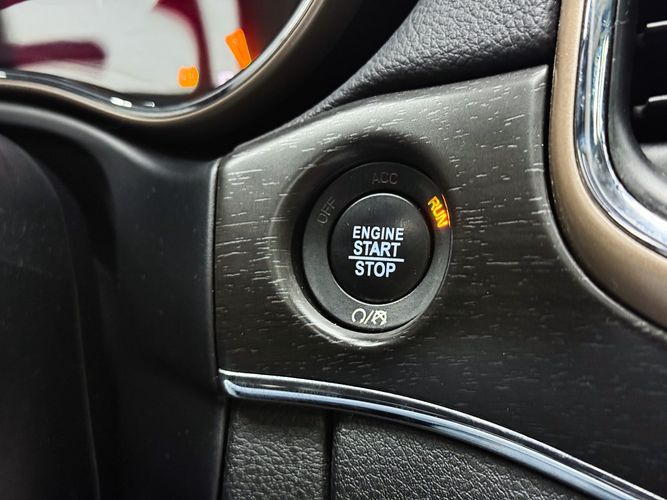 OFF
ACC
RUN
ENGINE
START
STOP